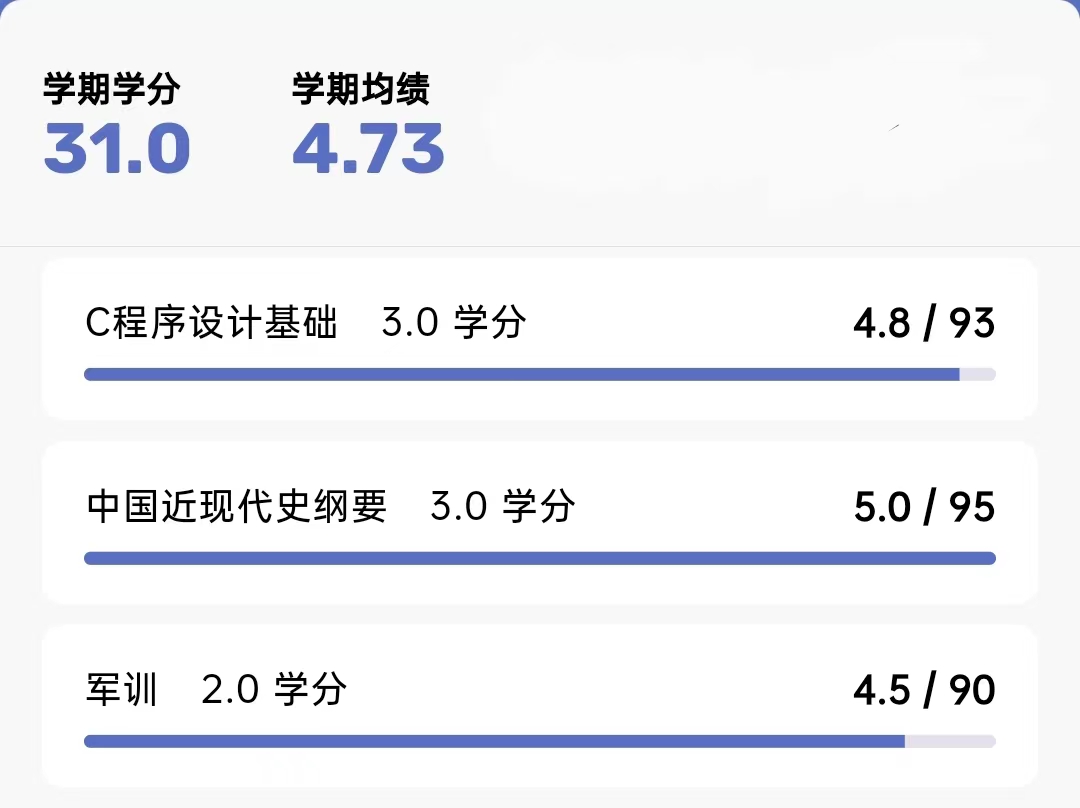 学期学分 学期均绩
31.0 4.73
C程序设计基础 3.0 学分 4.8 / 93
中国近现代史纲要 3.0 学分 5.0 / 95
军训 2.0 学分 4.5 / 90